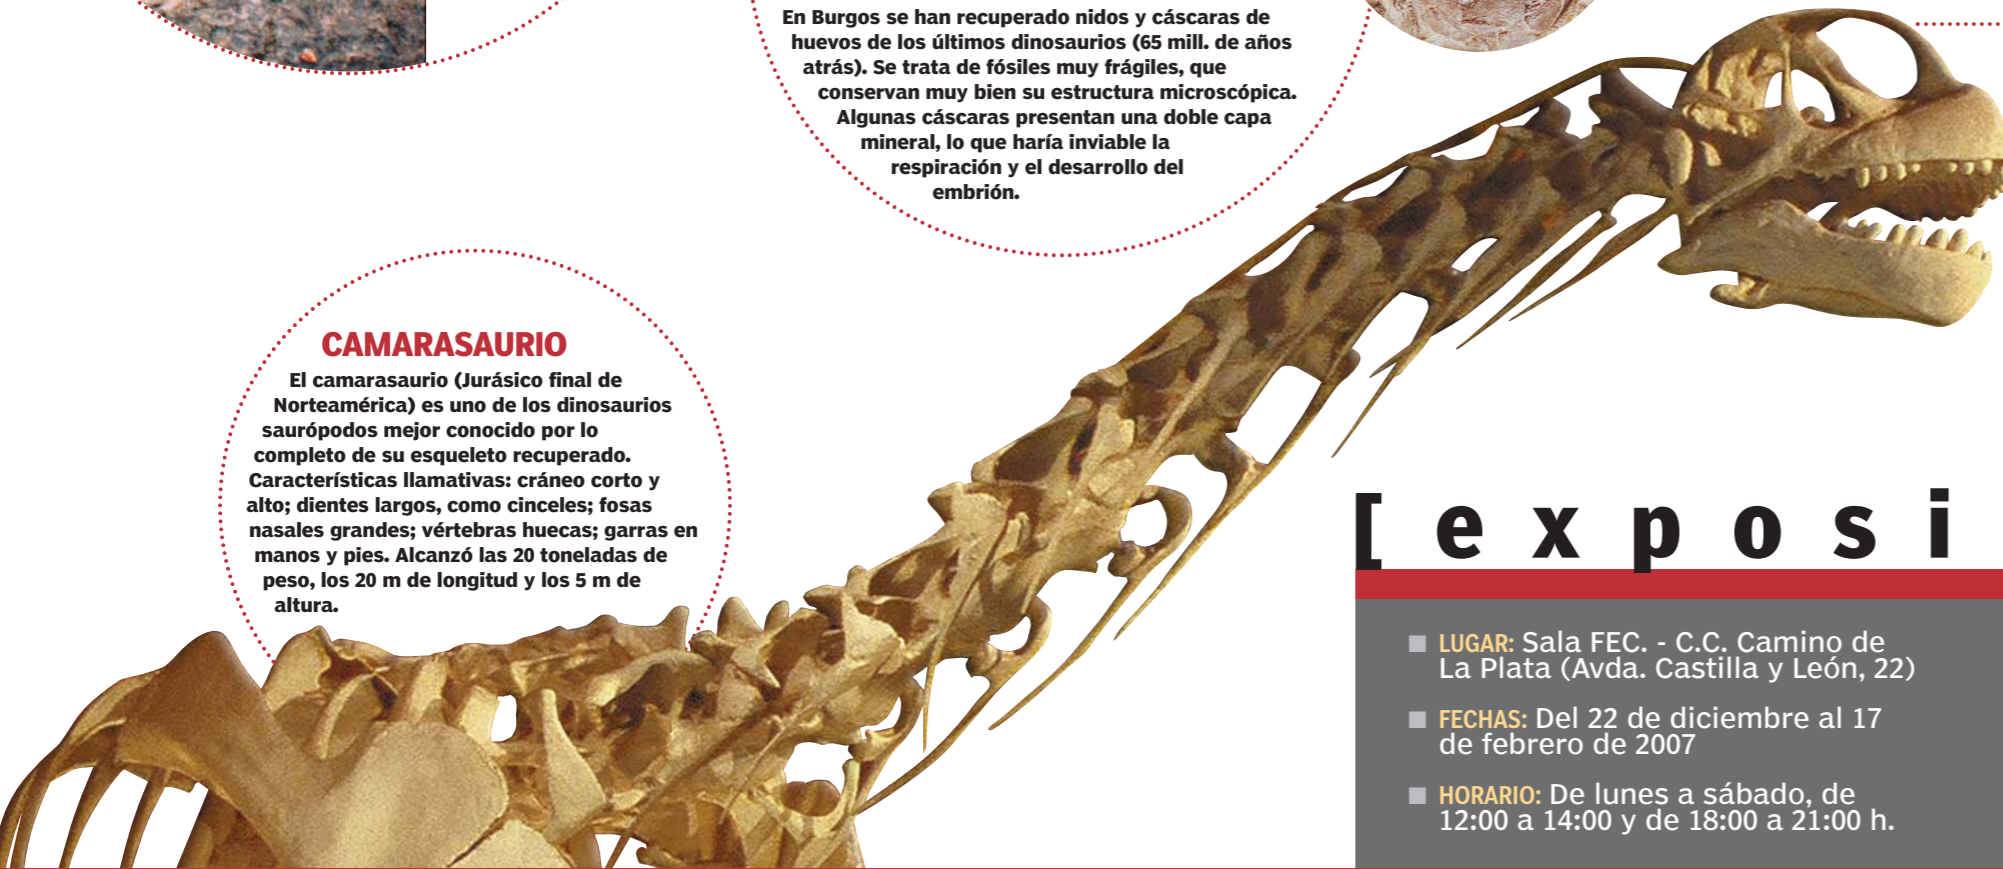 En Burgos se han recuperado nidos y cáscaras de
huevos de los últimos dinosaurios (65 mill. de años
atrás). Se trata de fósiles muy frágiles, que
conservan muy bien su estructura microscópica.
Algunas cáscaras presentan una doble capa
mineral, lo que haría inviable la
respiración y el desarrollo del
embrión.
CAMARASAURIO
El camarasaurio (Jurásico final de
Norteamérica) es uno de los dinosaurios
saurópodos mejor conocido por lo
completo de su esqueleto recuperado.
Características llamativas: cráneo corto y
alto; dientes largos, como cinceles; fosas
nasales grandes; vértebras huecas; garras en
manos y pies. Alcanzó las 20 toneladas de
peso, los 20 m de longitud y los 5 m de
altura.
[exposi
LUGAR: Sala FEC. - C.C. Camino de
La Plata (Avda. Castilla y León, 22)
FECHAS: Del 22 de diciembre al 17
de febrero de 2007
HORARIO: De lunes a sábado, de
12:00 a 14:00 y de 18:00 a 21:00 h.